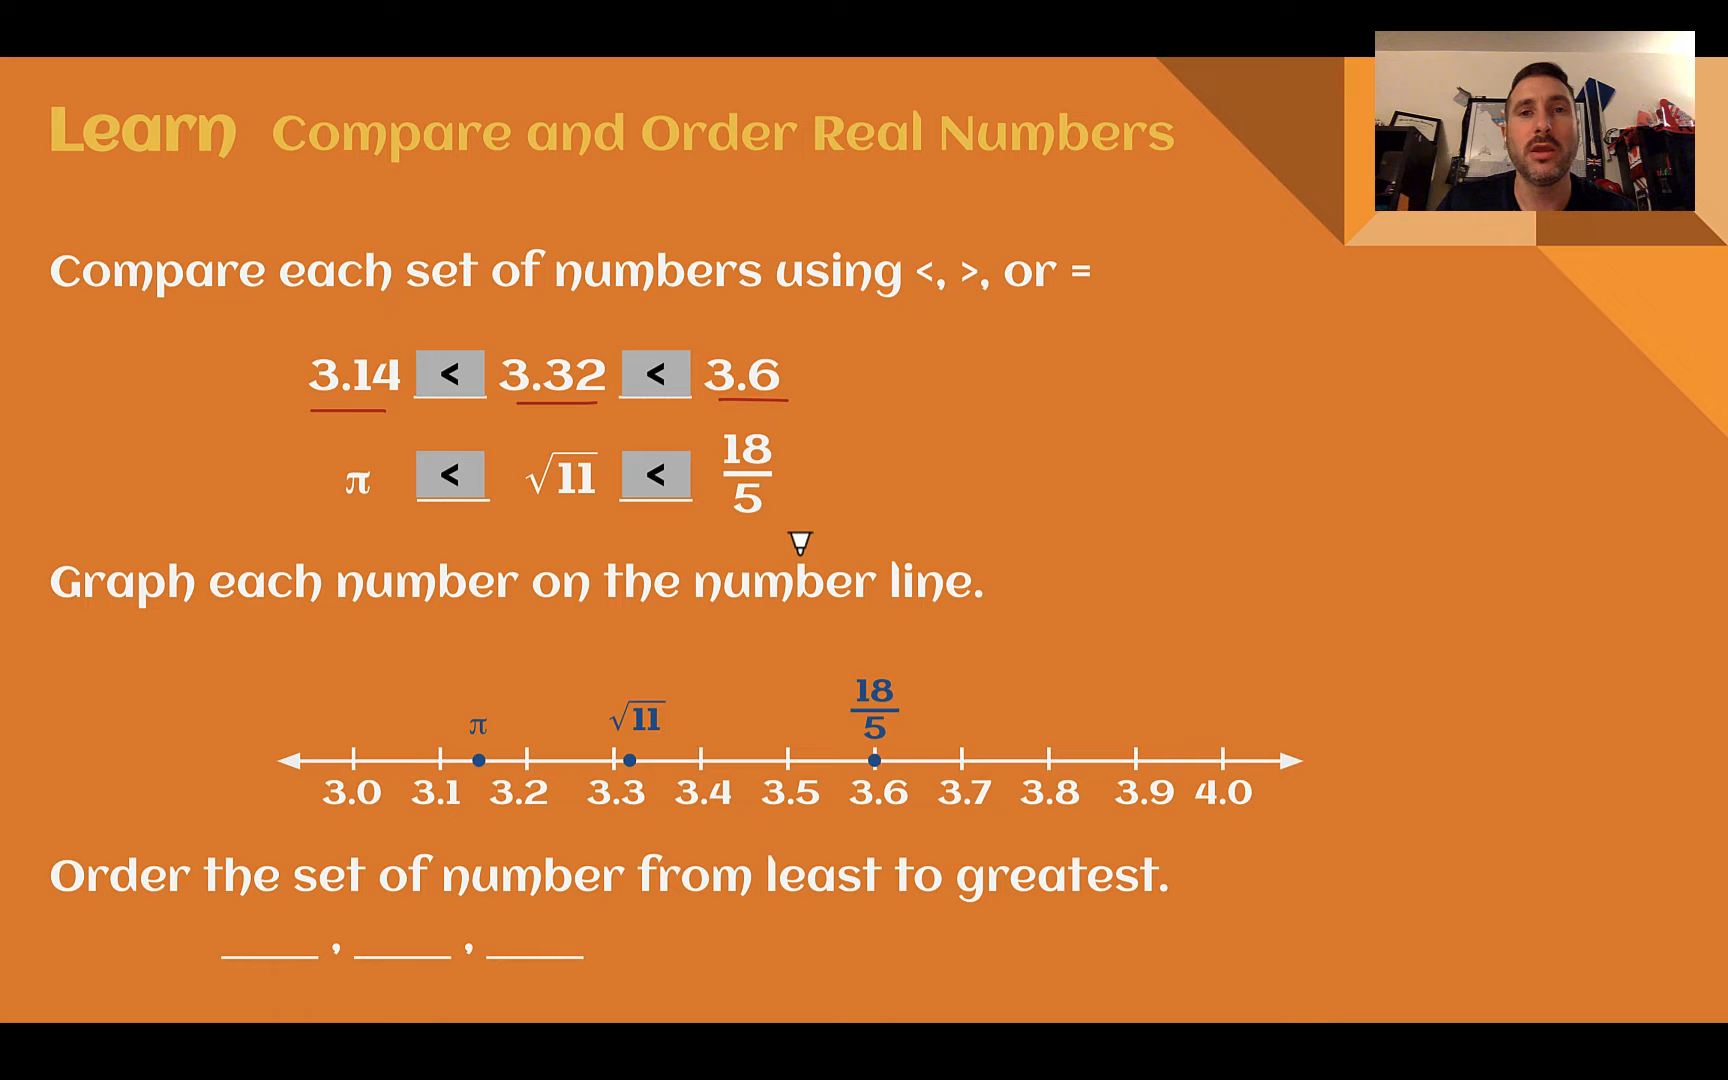 Learn Compare and Order Real Numbers
Compare each set of numbers using <, >, or =
3.14 < 3.32 < 3.6
π < √11 < 18/5
Graph each number on the number line.
π √11 18/5
3.0 3.1 3.2 3.3 3.4 3.5 3.6 3.7 3.8 3.9 4.0
Order the set of number from least to greatest.
____ , ____ , ____